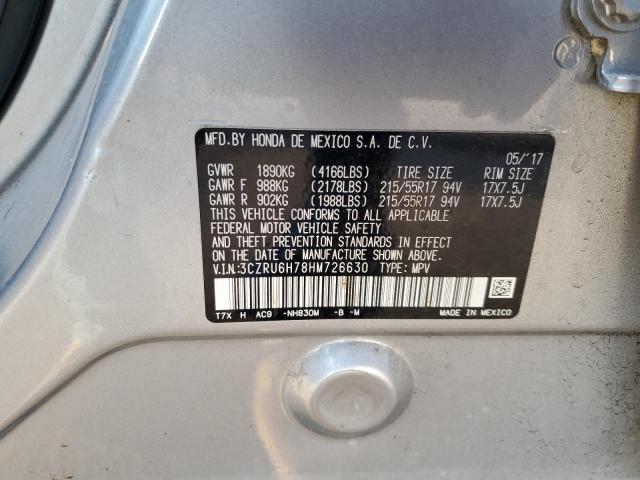 MFD.BY HONDA DE MEXICO S.A. DE C.V.
05/'17
GVWR 1890KG (4166LBS) TIRE SIZE RIM SIZE
GAWR F 988KG (2178LBS) 215/55R17 94V 17X7.5J
GAWR R 902KG (1988LBS) 215/55R17 94V 17X7.5J
THIS VEHICLE CONFORMS TO ALL APPLICABLE
FEDERAL MOTOR VEHICLE SAFETY
AND THEFT PREVENTION STANDARDS IN EFFECT
ON THE DATE OF MANUFACTURE SHOWN ABOVE.
V.I.N:3CZRU6H78HM726630 TYPE: MPV
T7X H AC9 -NH830M -B -M MADE IN MEXICO